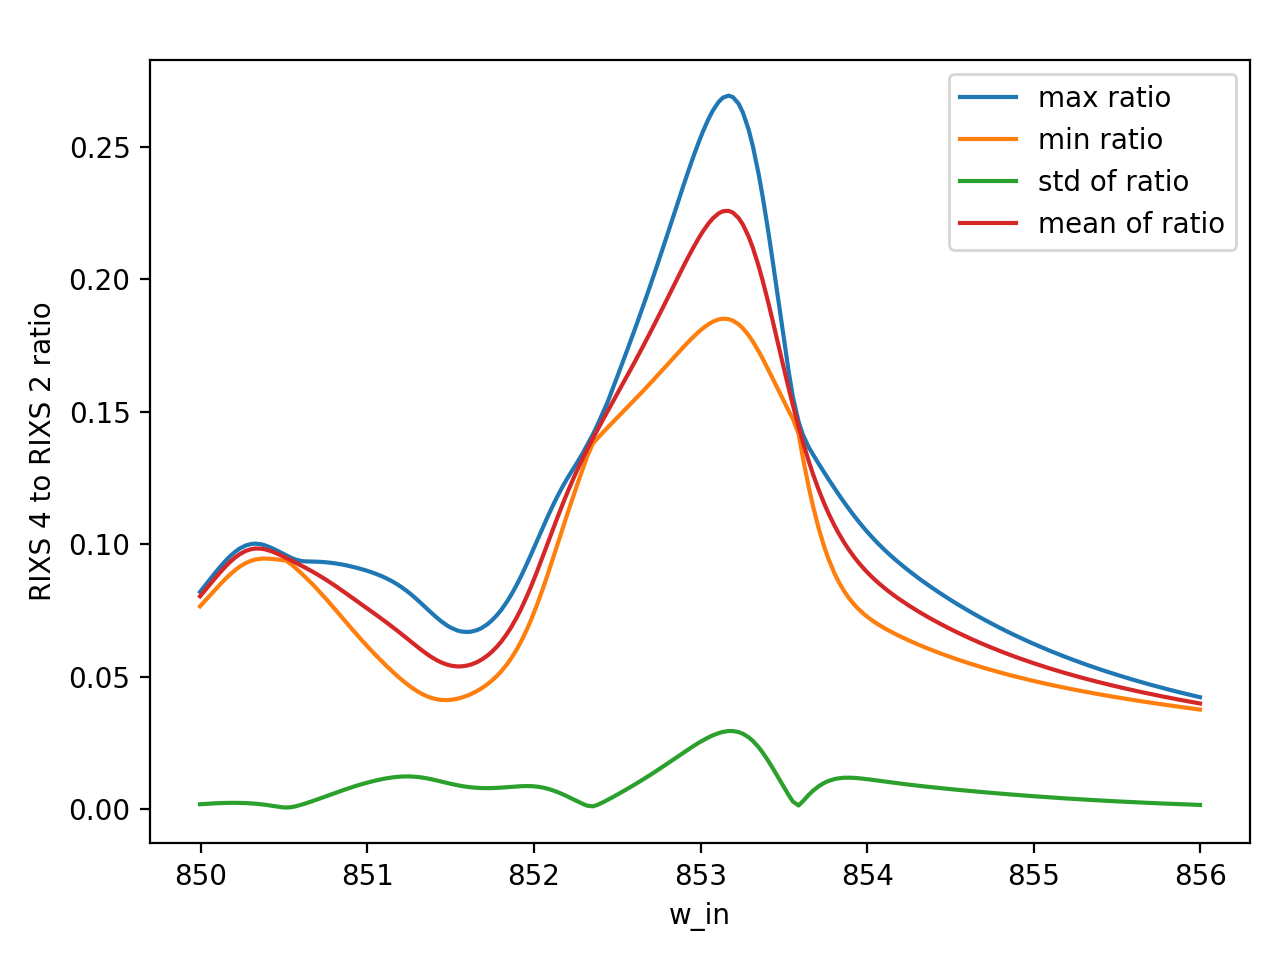 max ratio
min ratio
std of ratio
mean of ratio
RIXS 4 to RIXS 2 ratio
0.25
0.20
0.15
0.10
0.05
0.00
850 851 852 853 854 855 856
w_in